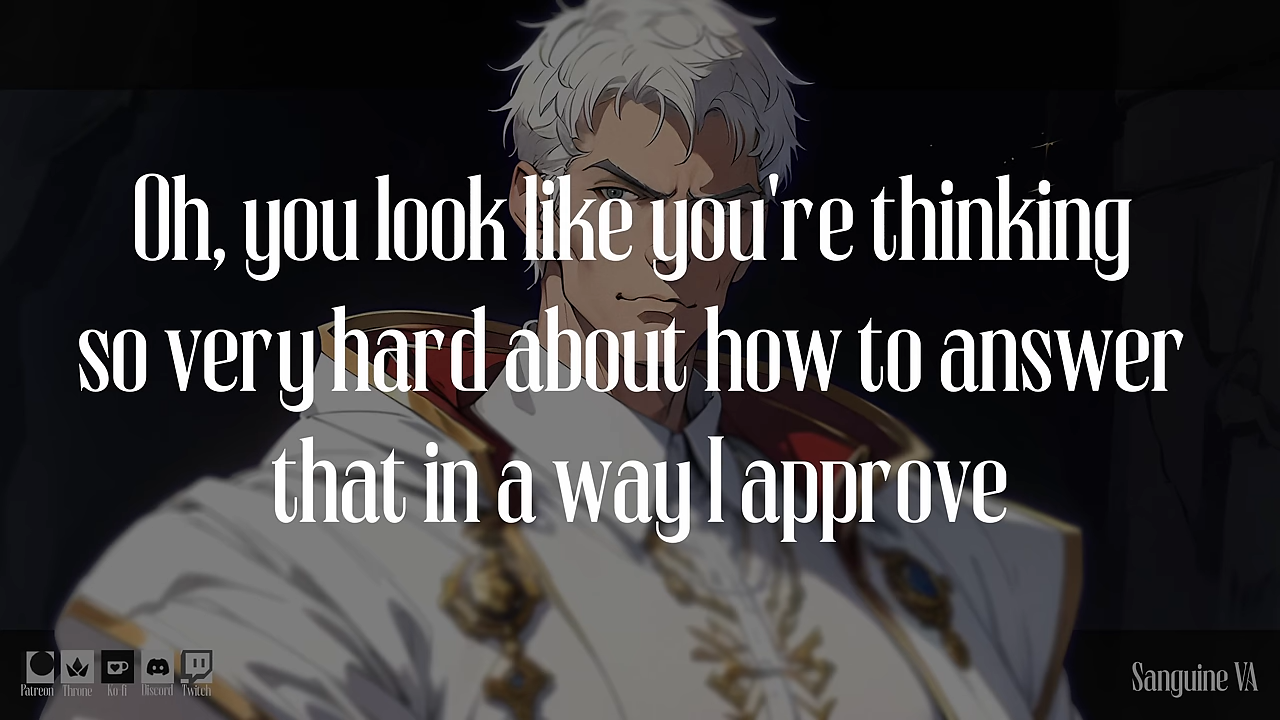 Oh, you look like you're thinking
so very hard about how to answer
that in a way I approve
Patreon Throne Ko fi Discord Twitch
Sanguine VA